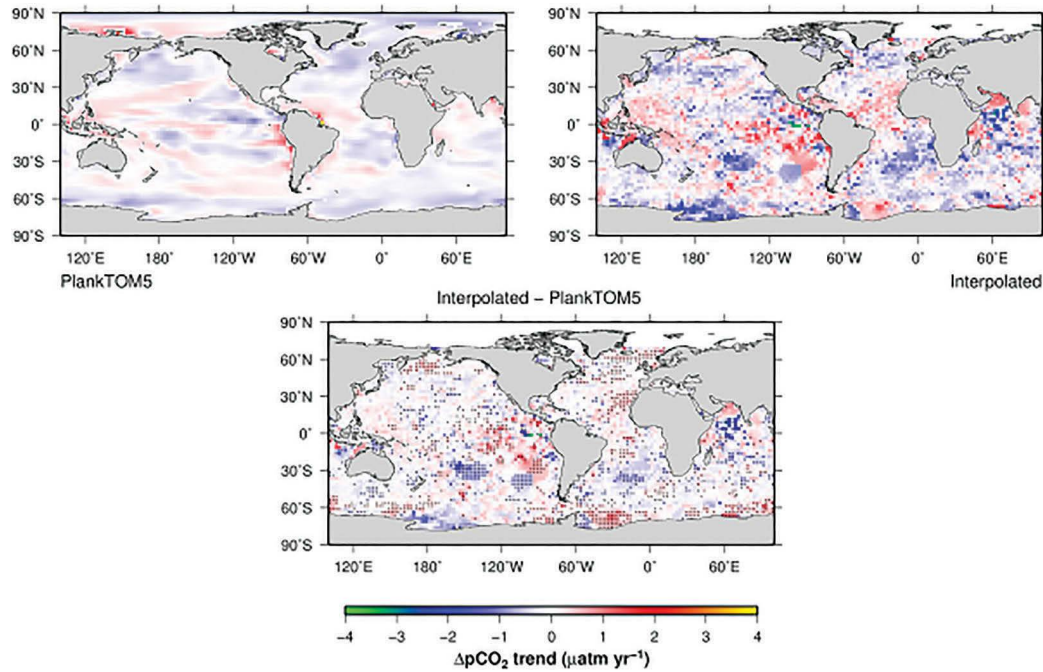 90°N
60°N
30°N
0°
30°S
60°S
90°S
120°E 180° 120°W 60°W 0° 60°E
PlankTOM5
90°N
60°N
30°N
0°
30°S
60°S
90°S
120°E 180° 120°W 60°W 0° 60°E
Interpolated
Interpolated − PlankTOM5
90°N
60°N
30°N
0°
30°S
60°S
90°S
120°E 180° 120°W 60°W 0° 60°E
−4 −3 −2 −1 0 1 2 3 4
ΔpCO₂ trend (μatm yr⁻¹)